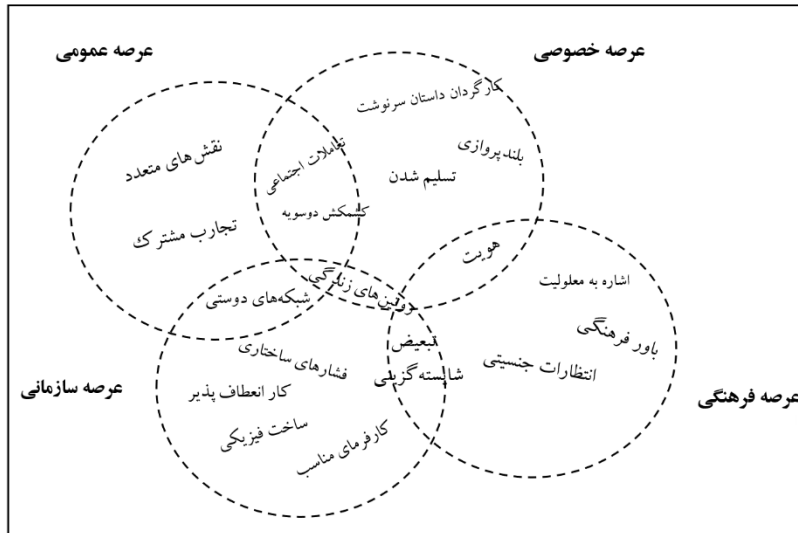 عرصه خصوصی
عرصه عمومی
کارگردان داستان سرنوشت
بلندپروازی
تسلیم شدن
تعاملات اجتماعی
کشمکش دوسویه
نقش‌های متعدد
تجارب مشترك
هویت
اشاره به معلولیت
باور فرهنگی
انتظارات جنسیتی
عرصه فرهنگی
روتین‌های زندگی
شبکه‌های دوستی
تبعیض
شایسته‌گزینی
فشارهای ساختاری
کار انعطاف پذیر
ساخت فیزیکی
کارفرمای مناسب
عرصه سازمانی